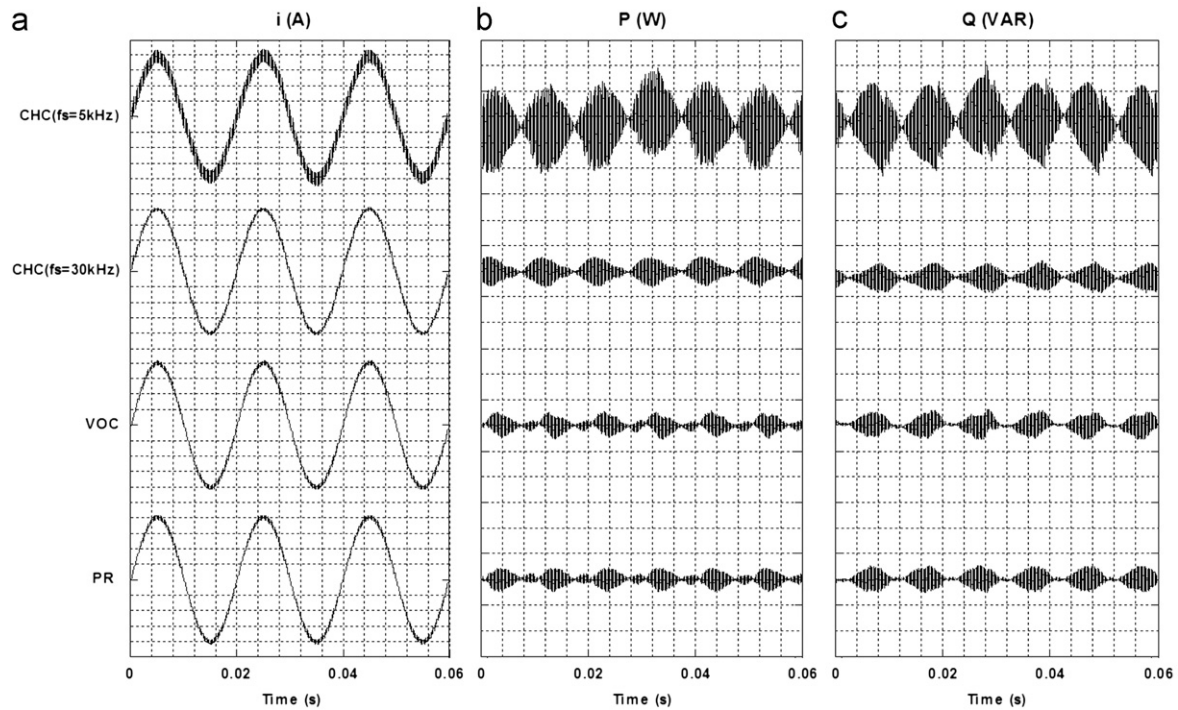 a
i (A)
b
P (W)
c
Q (VAR)
CHC(fs=5kHz)
CHC(fs=30kHz)
VOC
PR
0
0.02
0.04
0.06
0
0.02
0.04
0.06
0
0.02
0.04
0.06
Time (s)
Time (s)
Time (s)